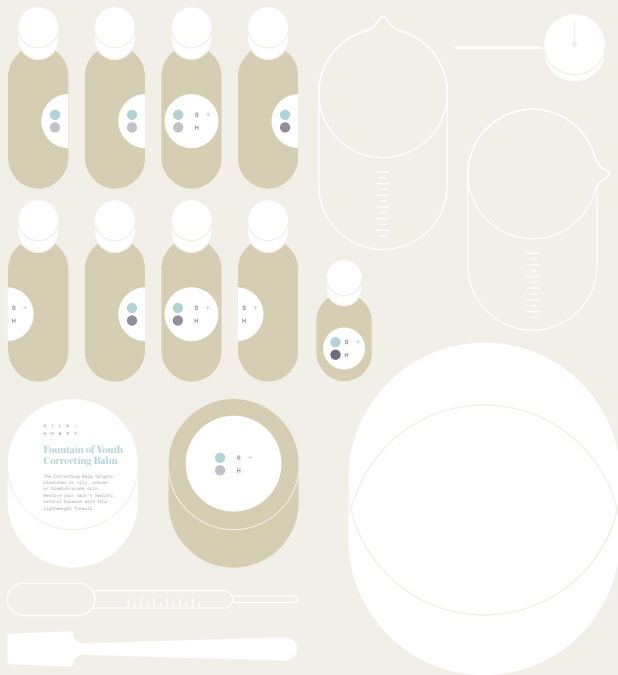 S +
H
S +
H
S +
H
S +
H
S +
S +
H
H
S I L K +
H O N E Y
Fountain of Youth
Correcting Balm
The Correcting Balm targets
blemishes or oily, uneven
or blemish-prone skin.
Restore your skin's healthy,
natural balance with this
lightweight formula.
S +
H